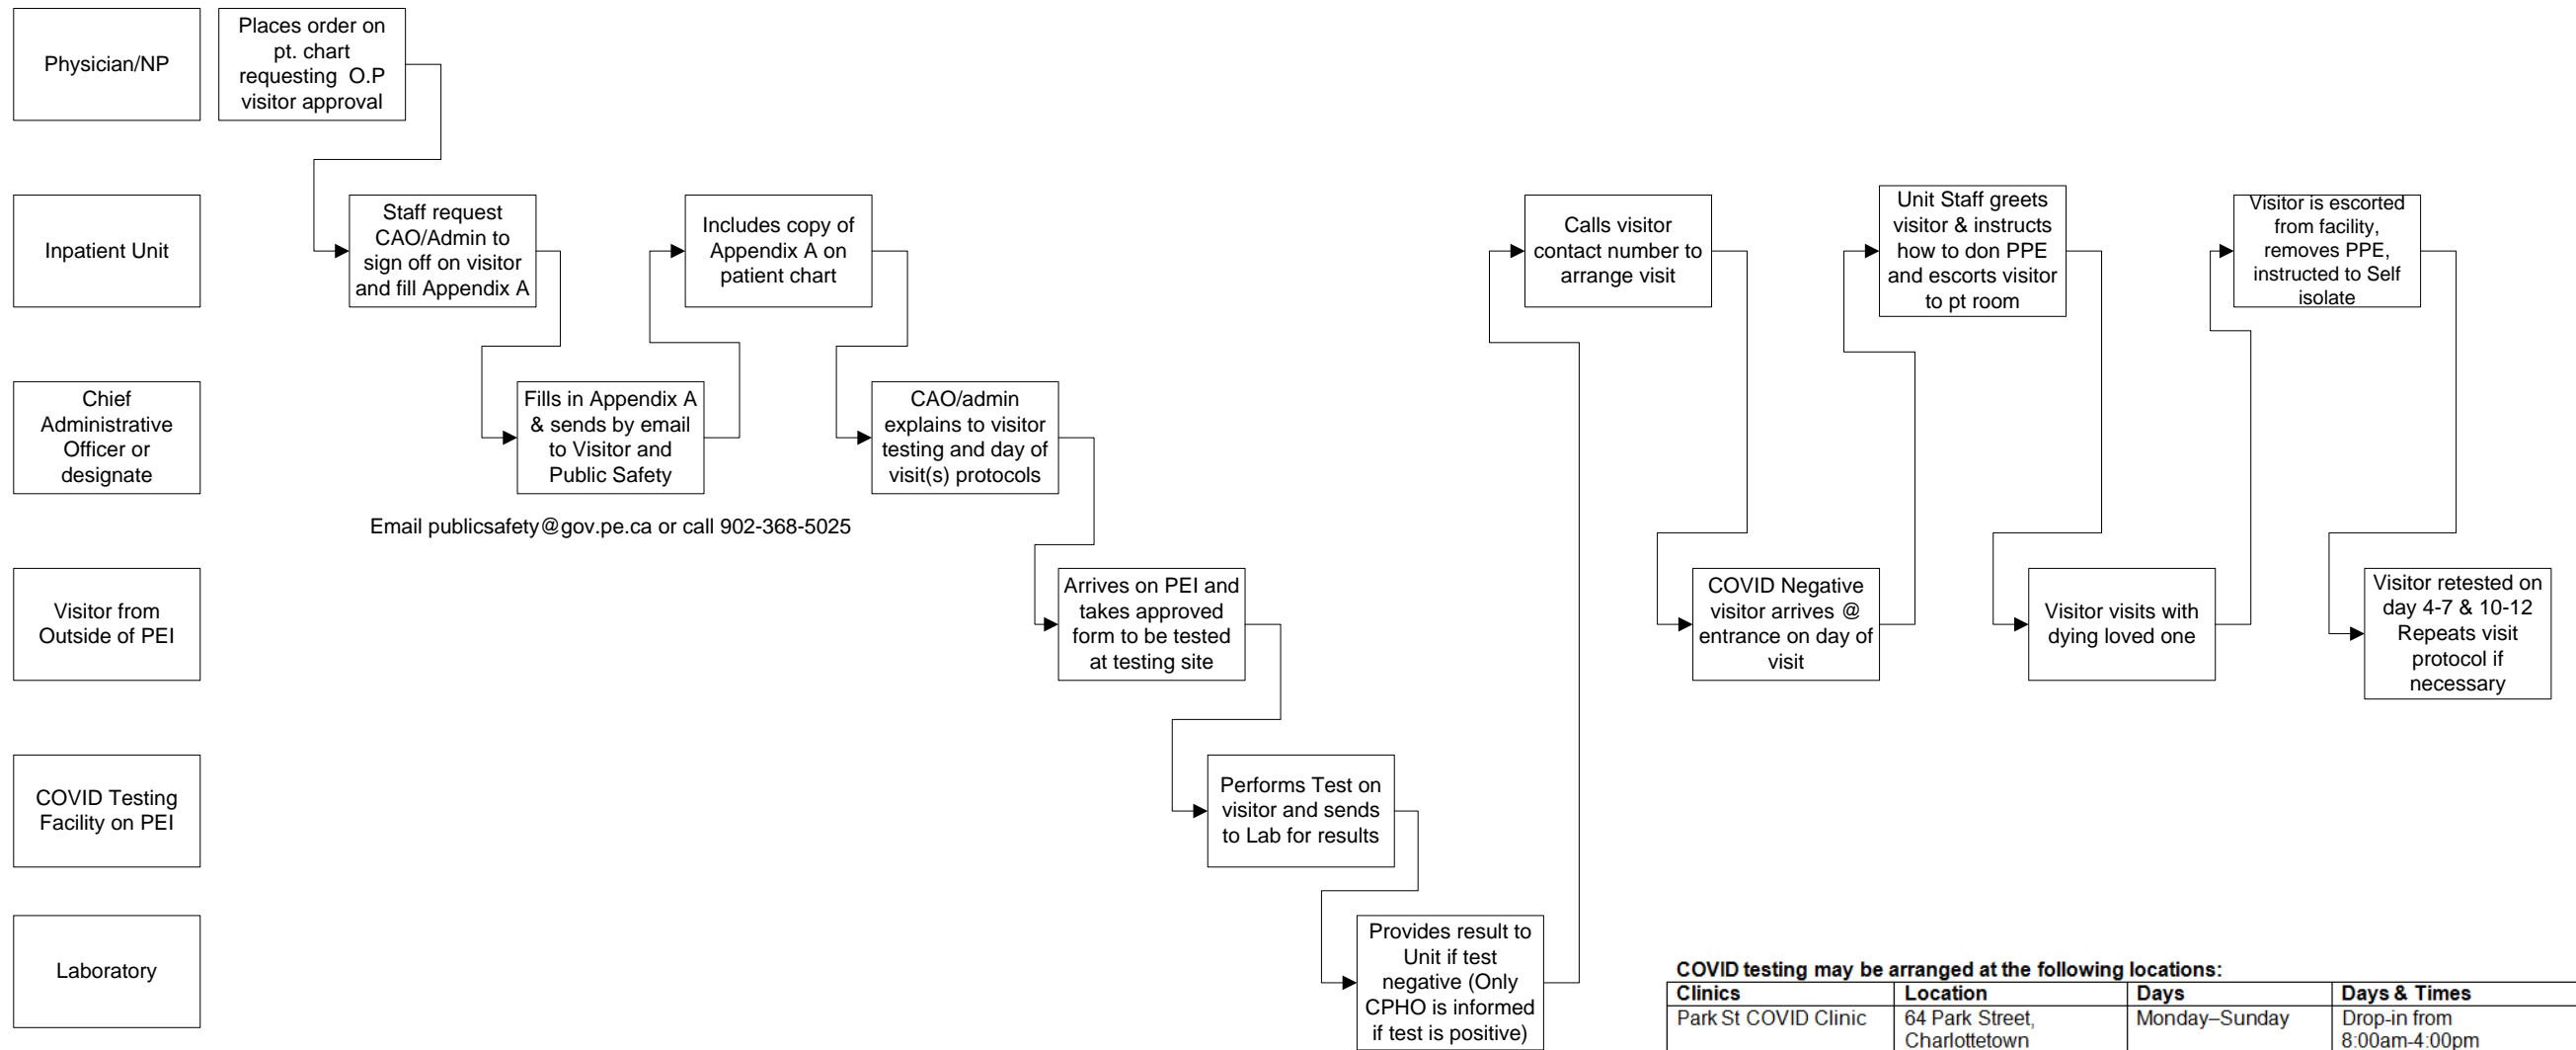 Physician/NP
Places order on
pt. chart
requesting  O.P
visitor approval
Inpatient Unit
Staff request
CAO/Admin to
sign off on visitor
and fill Appendix A
Includes copy of
Appendix A on
patient chart
Calls visitor
contact number to
arrange visit
Unit Staff greets
visitor & instructs
how to don PPE
and escorts visitor
to pt room
Visitor is escorted
from facility,
removes PPE,
instructed to Self
isolate
Chief
Administrative
Officer or
designate
Fills in Appendix A
& sends by email
to Visitor and
Public Safety
CAO/admin
explains to visitor
testing and day of
visit(s) protocols
Email publicsafety@gov.pe.ca or call 902-368-5025
Visitor from
Outside of PEI
Arrives on PEI and
takes approved
form to be tested
at testing site
COVID Negative
visitor arrives @
entrance on day of
visit
Visitor visits with
dying loved one
Visitor retested on
day 4-7 & 10-12
Repeats visit
protocol if
necessary
COVID Testing
Facility on PEI
Performs Test on
visitor and sends
to Lab for results
Laboratory
Provides result to
Unit if test
negative (Only
CPHO is informed
if test is positive)
COVID testing may be arranged at the following locations:
Clinics Location Days Days & Times
Park St COVID Clinic 64 Park Street, Monday–Sunday Drop-in from
Charlottetown 8:00am-4:00pm